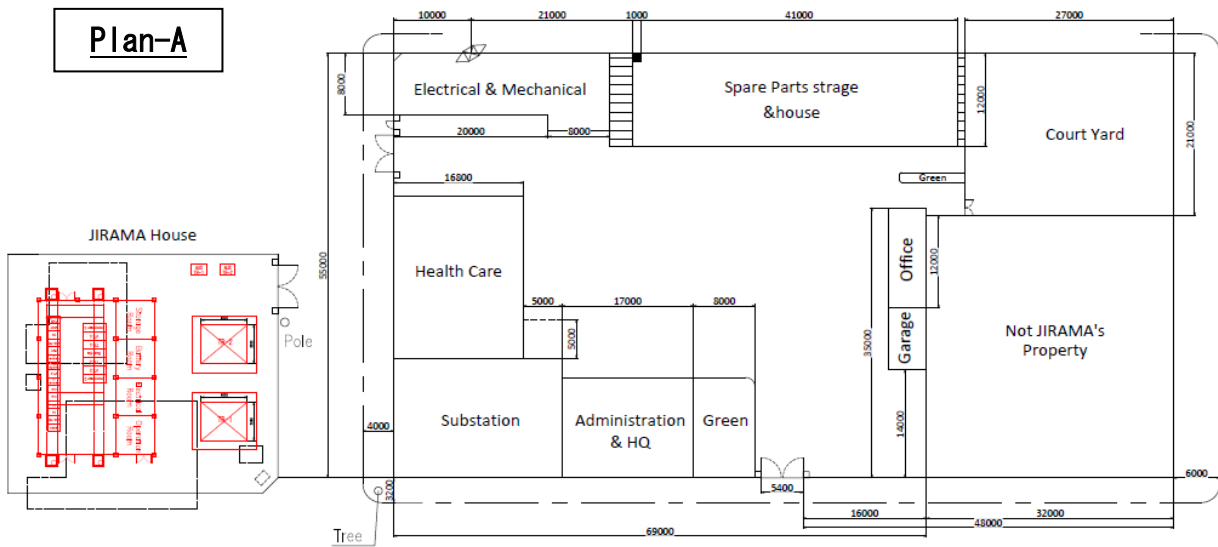 Plan-A
10000
21000
1000
41000
27000
8000
Electrical & Mechanical
Spare Parts strage
&house
12000
Court Yard
21000
20000
8000
16800
Green
JIRAMA House
55000
Health Care
Office
12000
35000
5000
17000
8000
5000
Pole
Garage
Not JIRAMA's
Property
Substation
Administration
& HQ
Green
14000
4000
3200
5400
6000
16000
32000
48000
69000
Tree